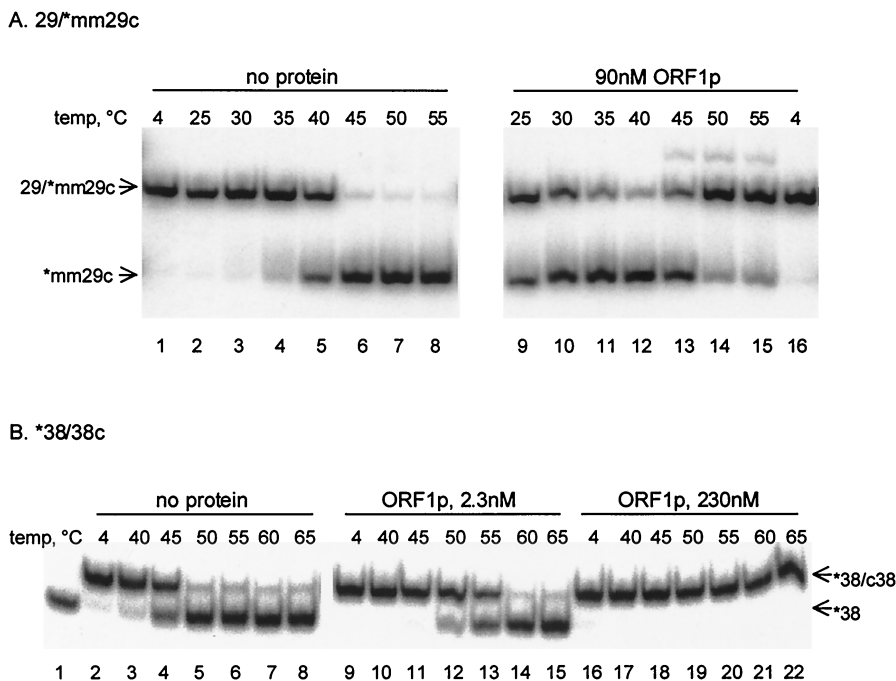 A. 29/*mm29c
no protein 90nM ORF1p
temp, °C 4 25 30 35 40 45 50 55 25 30 35 40 45 50 55 4
29/*mm29c
*mm29c
1 2 3 4 5 6 7 8 9 10 11 12 13 14 15 16
B. *38/38c
no protein ORF1p, 2.3nM ORF1p, 230nM
temp, °C 4 40 45 50 55 60 65 4 40 45 50 55 60 65 4 40 45 50 55 60 65
*38/c38
*38
1 2 3 4 5 6 7 8 9 10 11 12 13 14 15 16 17 18 19 20 21 22